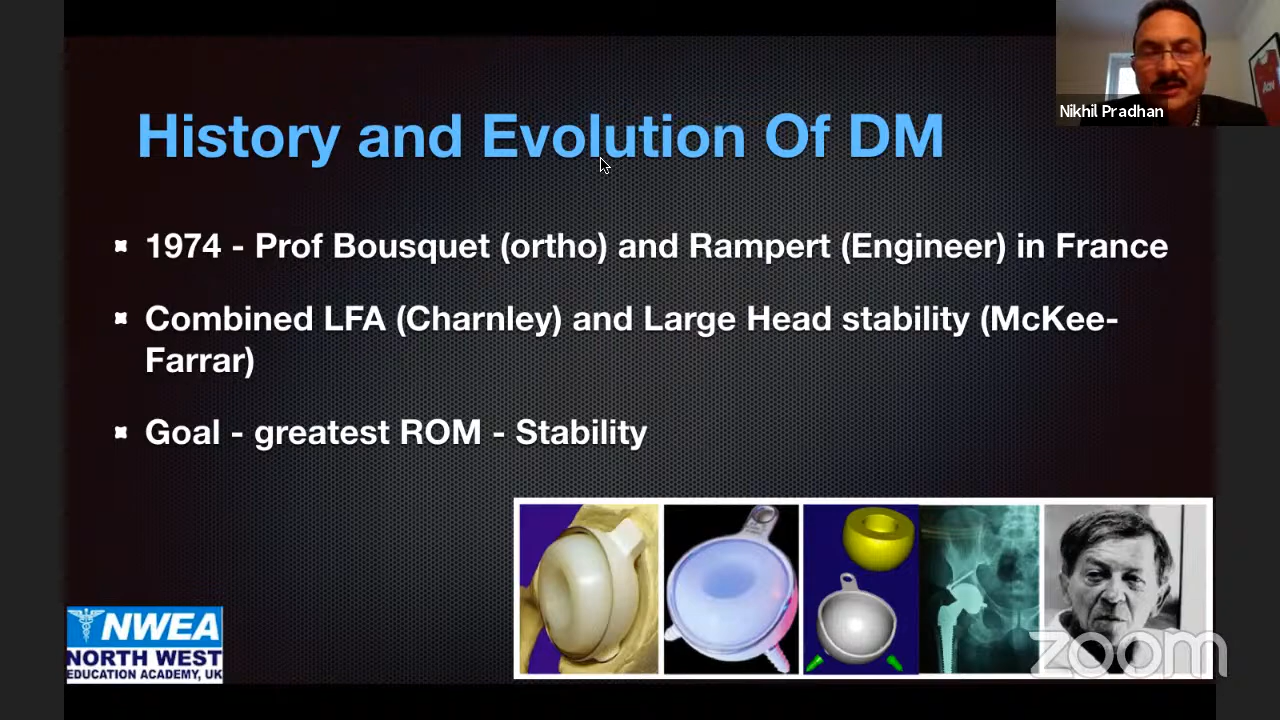 Nikhil Pradhan
History and Evolution Of DM
1974 - Prof Bousquet (ortho) and Rampert (Engineer) in France
Combined LFA (Charnley) and Large Head stability (McKee-
Farrar)
Goal - greatest ROM - Stability
NWEA
NORTH WEST
EDUCATION ACADEMY, UK
zoom